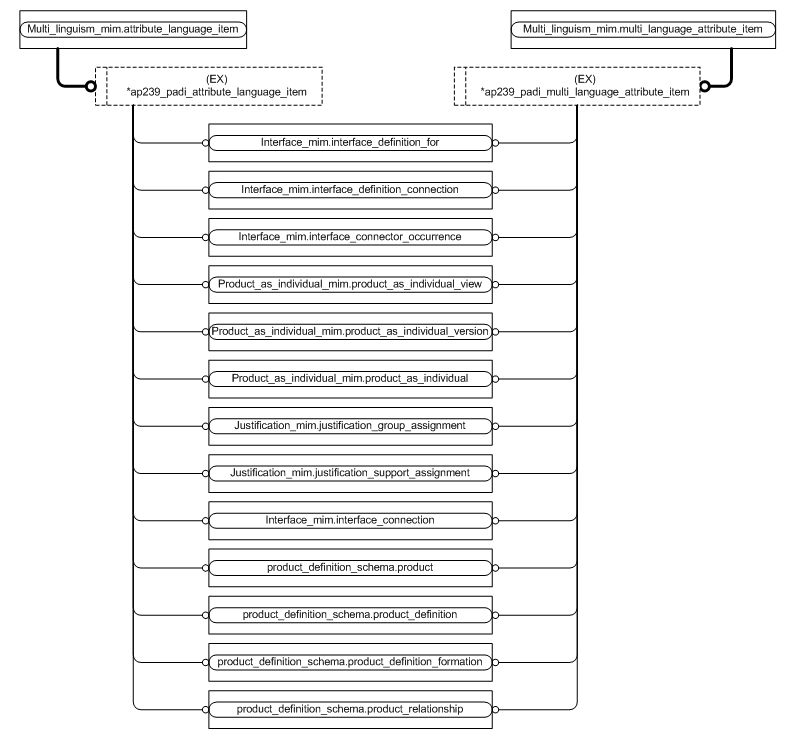 Multi_linguism_mim.attribute_language_item
Multi_linguism_mim.multi_language_attribute_item
(EX)
*ap239_padi_attribute_language_item
(EX)
*ap239_padi_multi_language_attribute_item
Interface_mim.interface_definition_for
Interface_mim.interface_definition_connection
Interface_mim.interface_connector_occurrence
Product_as_individual_mim.product_as_individual_view
Product_as_individual_mim.product_as_individual_version
Product_as_individual_mim.product_as_individual
Justification_mim.justification_group_assignment
Justification_mim.justification_support_assignment
Interface_mim.interface_connection
product_definition_schema.product
product_definition_schema.product_definition
product_definition_schema.product_definition_formation
product_definition_schema.product_relationship